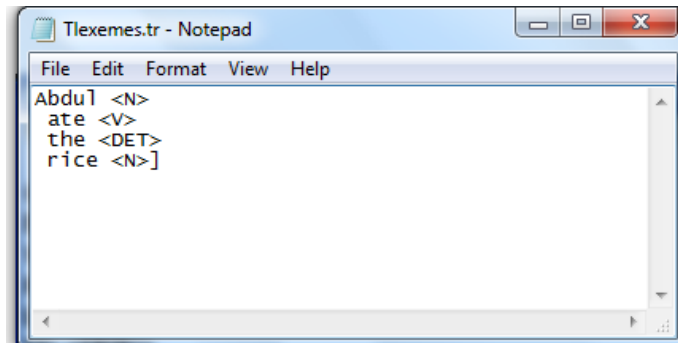 Tlexemes.tr - Notepad
File Edit Format View Help
Abdul <N>
ate <V>
the <DET>
rice <N>]